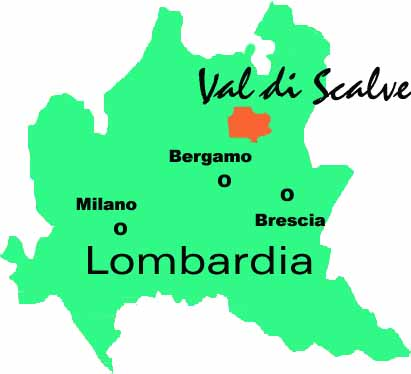 Val di Scalve
Bergamo
O
O
Milano
O
Brescia
Lombardia